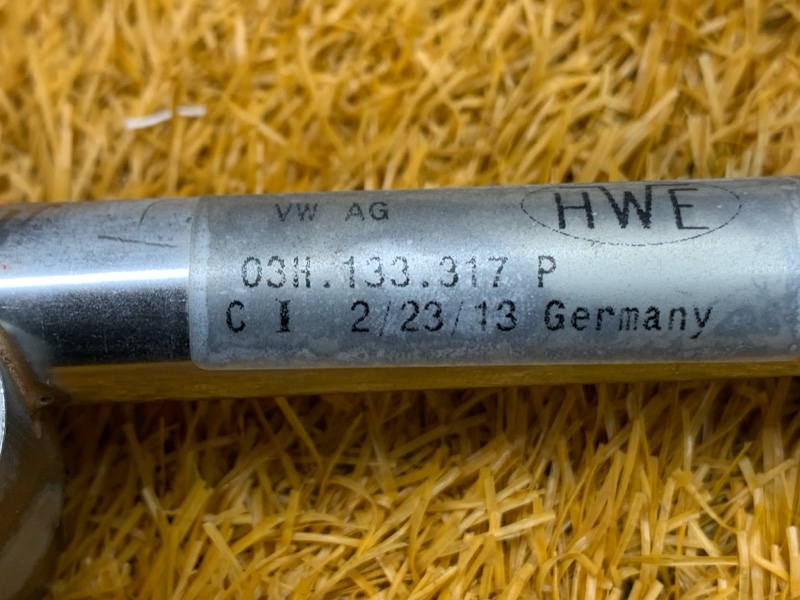 VW AG HWE
03H.133.317 P
C I 2/23/13 Germany